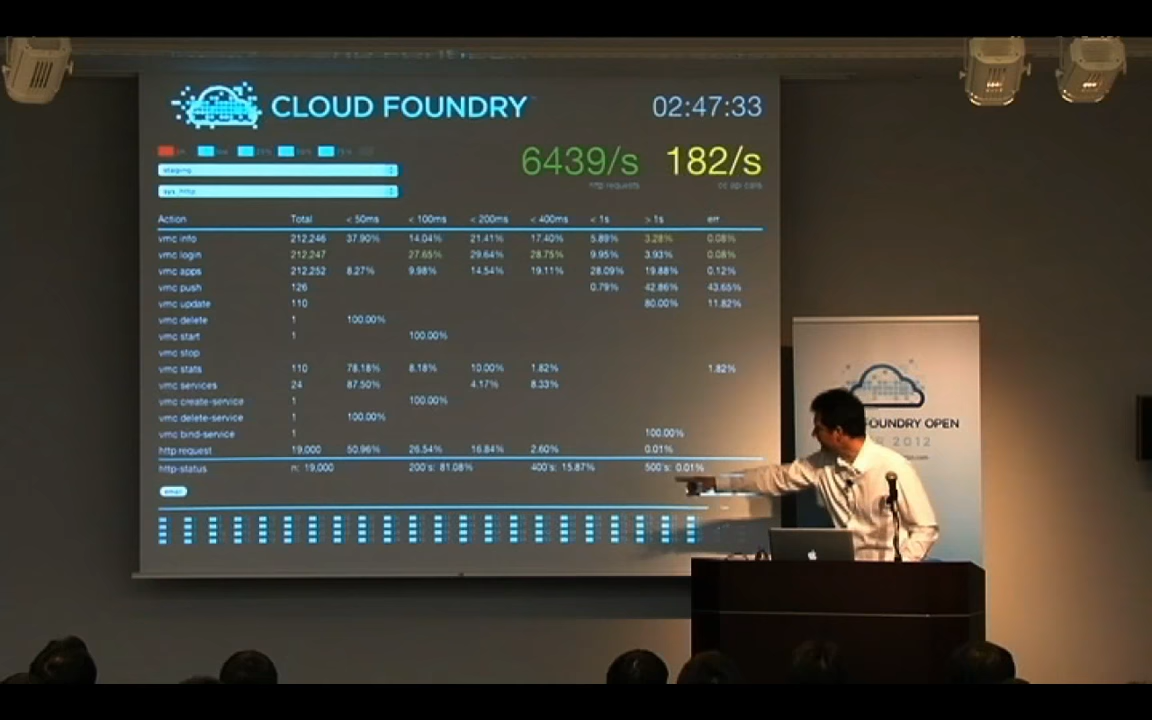 CLOUD FOUNDRY 02:47:33
6439/s 182/s
staging http requests cc api calls
sys_http
Action Total < 50ms < 100ms < 200ms < 400ms < 1s > 1s err
vmc info 212,246 37.90% 14.04% 21.41% 17.40% 5.89% 3.28% 0.08%
vmc login 212,247 27.65% 29.64% 28.75% 9.95% 3.93% 0.08%
vmc apps 212,252 8.27% 9.98% 14.54% 19.11% 28.09% 19.88% 0.12%
vmc push 126 0.79% 42.86% 43.65%
vmc update 110 80.00% 11.82%
vmc delete 1 100.00%
vmc start 1 100.00%
vmc stop
vmc stats 110 78.18% 8.18% 10.00% 1.82% 1.82%
vmc services 24 87.50% 4.17% 8.33%
vmc create-service 1 100.00%
vmc delete-service 1 100.00%
vmc bind-service 1 100.00%
http request 19,000 50.96% 26.54% 16.84% 2.60% 0.01%
http-status n: 19,000 200's: 81.08% 400's: 15.87% 500's: 0.01%
email
FOUNDRY OPEN
2012